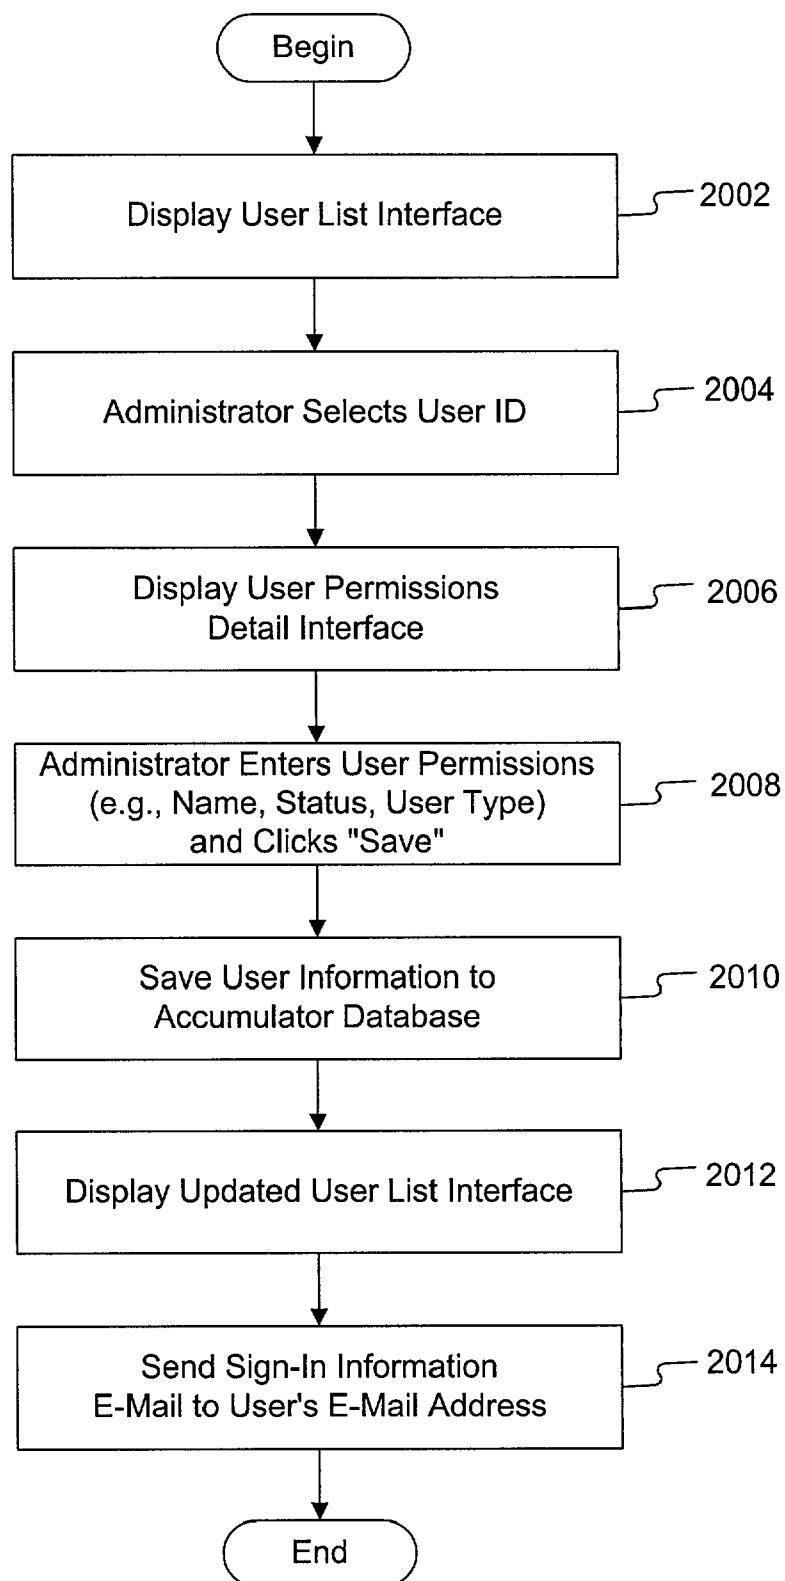 Begin
Display User List Interface
2002
Administrator Selects User ID
2004
Display User Permissions
Detail Interface
2006
Administrator Enters User Permissions
(e.g., Name, Status, User Type)
and Clicks "Save"
2008
Save User Information to
Accumulator Database
2010
Display Updated User List Interface
2012
Send Sign-In Information
E-Mail to User's E-Mail Address
2014
End